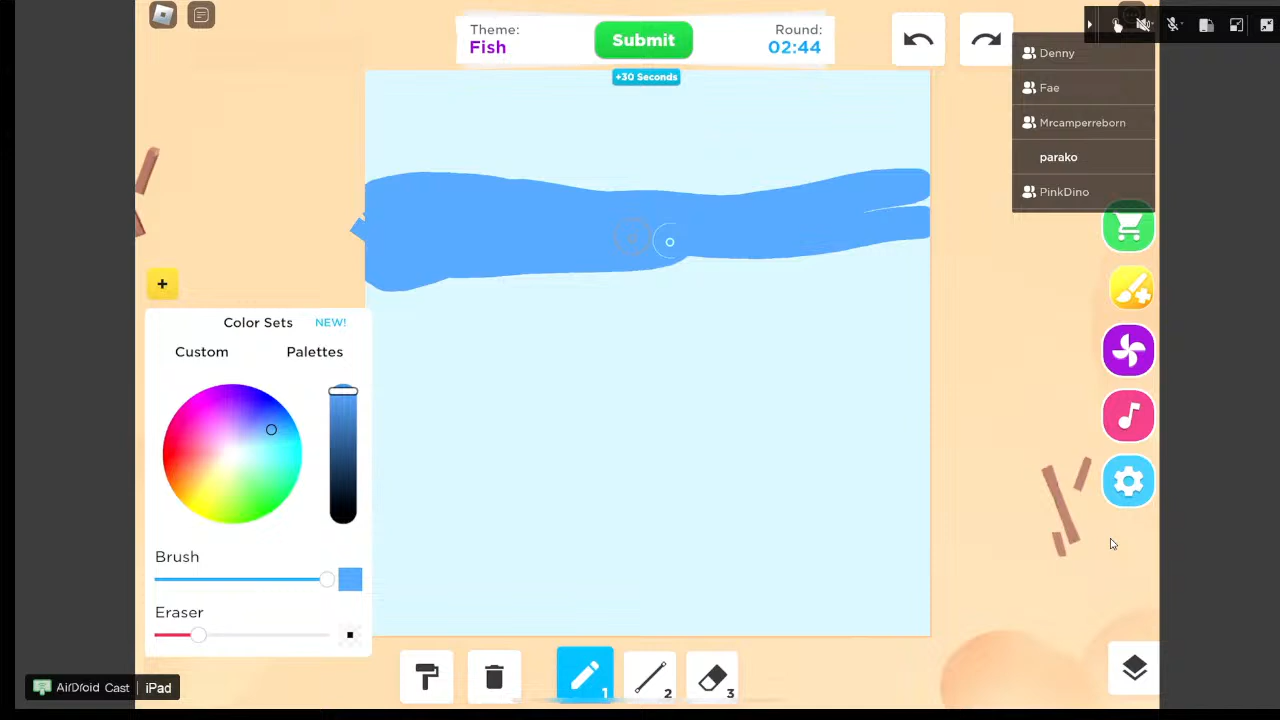 Theme:
Fish
Submit
Round:
02:44
+30 Seconds
Denny
Fae
Mrcamperreborn
parako
PinkDino
+
Color Sets NEW!
Custom Palettes
Brush
Eraser
1
2
3
AirDroid Cast | iPad